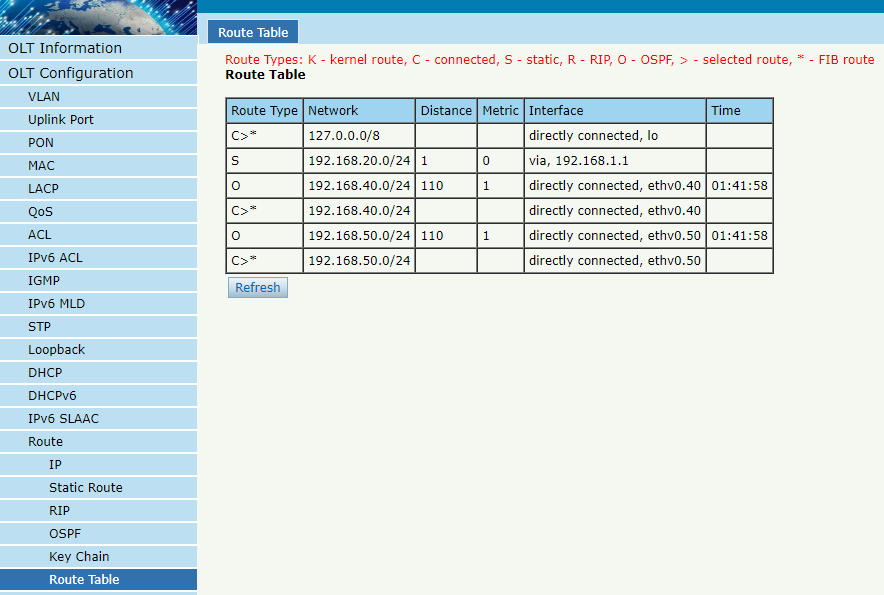 OLT Information
OLT Configuration
VLAN
Uplink Port
PON
MAC
LACP
QoS
ACL
IPv6 ACL
IGMP
IPv6 MLD
STP
Loopback
DHCP
DHCPv6
IPv6 SLAAC
Route
IP
Static Route
RIP
OSPF
Key Chain
Route Table
Route Table
Route Types: K - kernel route, C - connected, S - static, R - RIP, O - OSPF, > - selected route, * - FIB route
Route Table
Route Type Network Distance Metric Interface Time
C>* 127.0.0.0/8 directly connected, lo
S 192.168.20.0/24 1 0 via, 192.168.1.1
O 192.168.40.0/24 110 1 directly connected, ethv0.40 01:41:58
C>* 192.168.40.0/24 directly connected, ethv0.40
O 192.168.50.0/24 110 1 directly connected, ethv0.50 01:41:58
C>* 192.168.50.0/24 directly connected, ethv0.50
Refresh